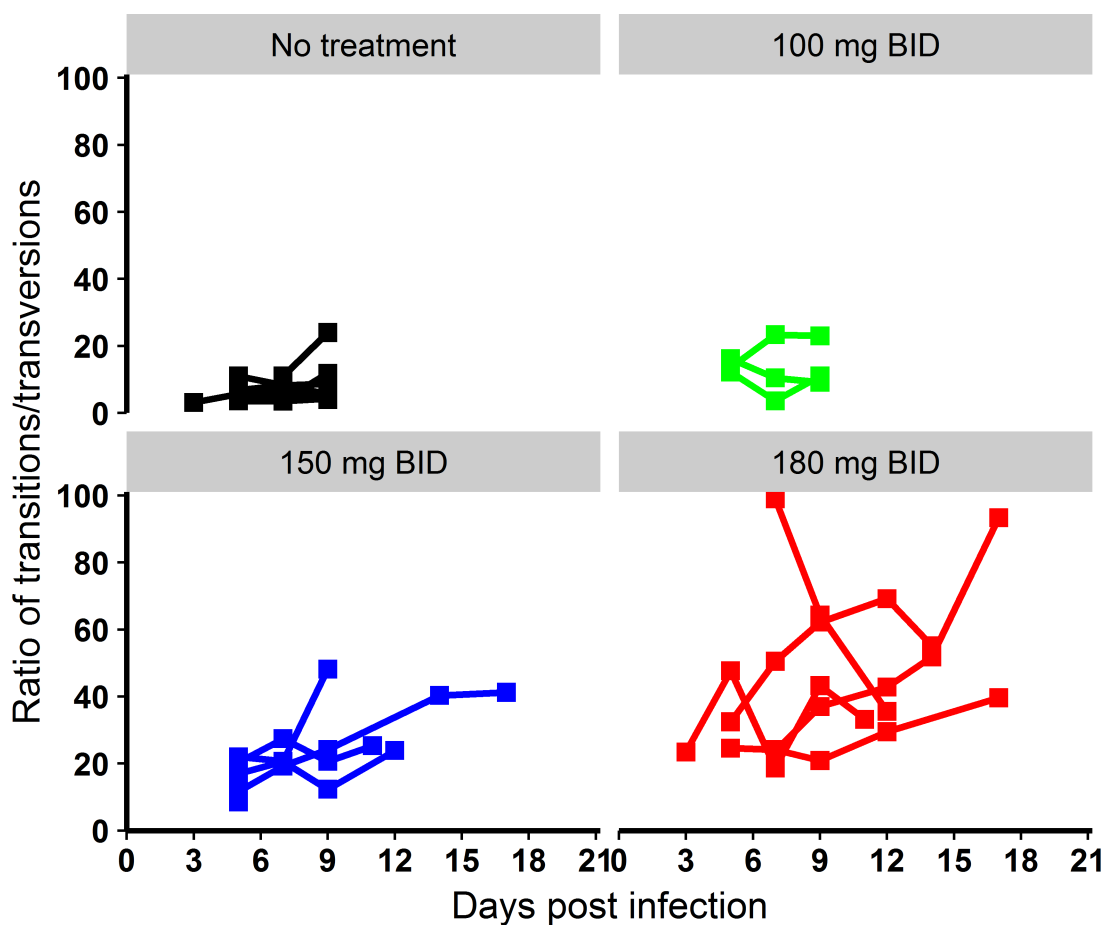 No treatment
100 mg BID
100
80
60
40
20
0
150 mg BID
180 mg BID
100
80
60
40
20
0
0 3 6 9 12 15 18 21
0 3 6 9 12 15 18 21
Days post infection
Ratio of transitions/transversions